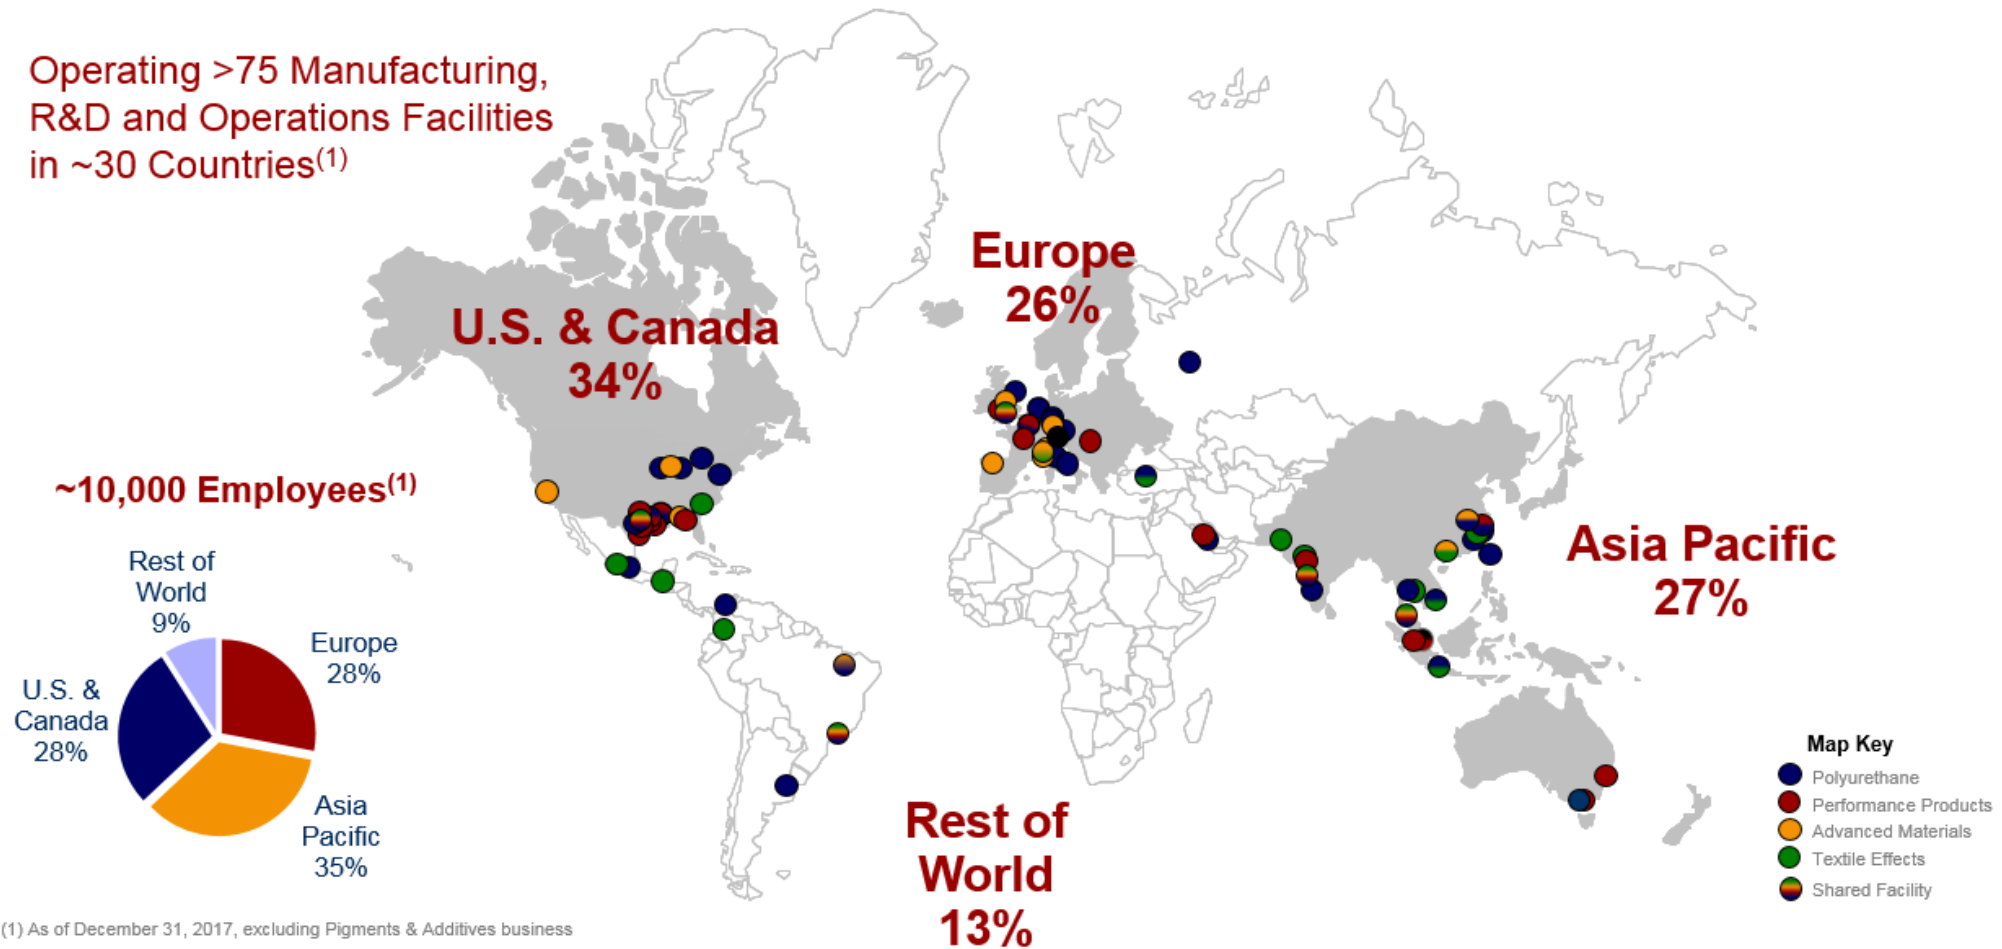 Operating >75 Manufacturing,
R&D and Operations Facilities
in ~30 Countries(1)
Europe
26%
U.S. & Canada
34%
~10,000 Employees(1)
Asia Pacific
27%
Rest of
World
9%
Europe
28%
U.S. &
Canada
28%
Asia
Pacific
35%
Rest of
World
13%
Map Key
Polyurethane
Performance Products
Advanced Materials
Textile Effects
Shared Facility
(1) As of December 31, 2017, excluding Pigments & Additives business